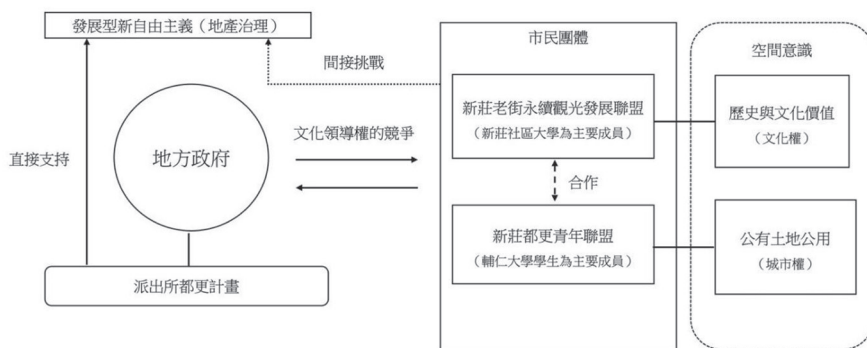 發展型新自由主義（地產治理）
市民團體
空間意識
間接挑戰
新莊老街永續觀光發展聯盟
（新莊社區大學為主要成員）
歷史與文化價值
（文化權）
文化領導權的競爭
地方政府
直接支持
合作
新莊都更青年聯盟
（輔仁大學學生為主要成員）
公有土地公用
（城市權）
派出所都更計畫